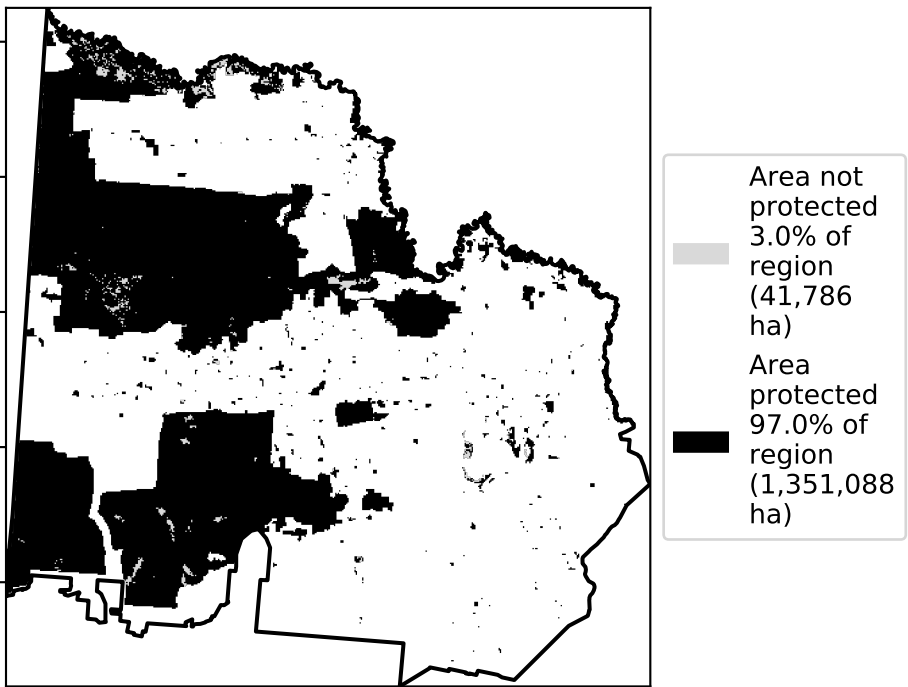 Area not
protected
3.0% of
region
(41,786
ha)
Area
protected
97.0% of
region
(1,351,088
ha)